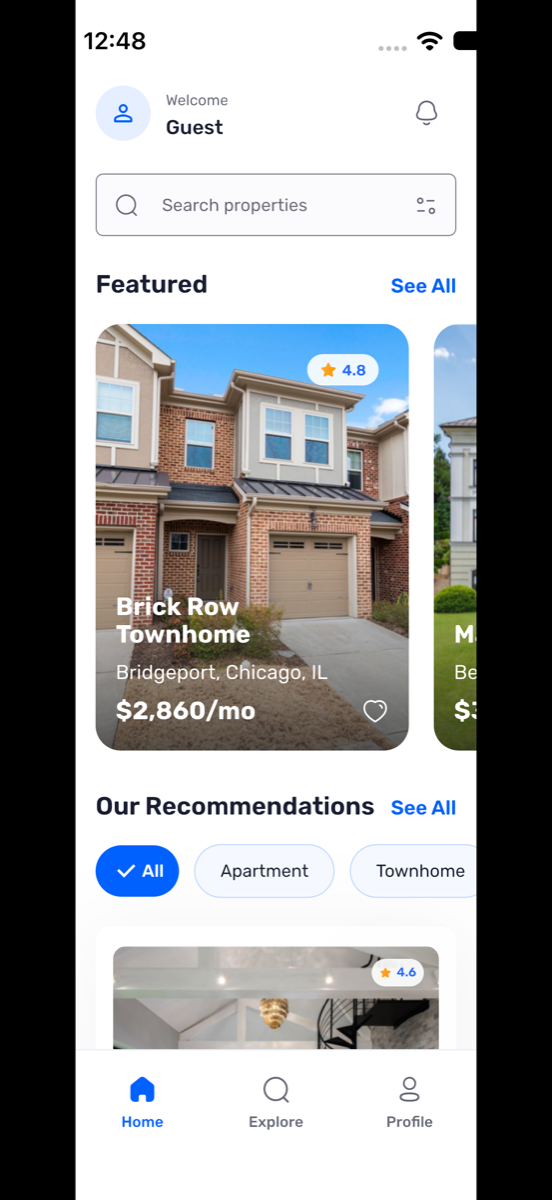 12:48
Welcome
Guest
Search properties
Featured
See All
4.8
Brick Row
Townhome
Bridgeport, Chicago, IL
$2,860/mo
Our Recommendations
See All
All
Apartment
Townhome
4.6
Home
Explore
Profile